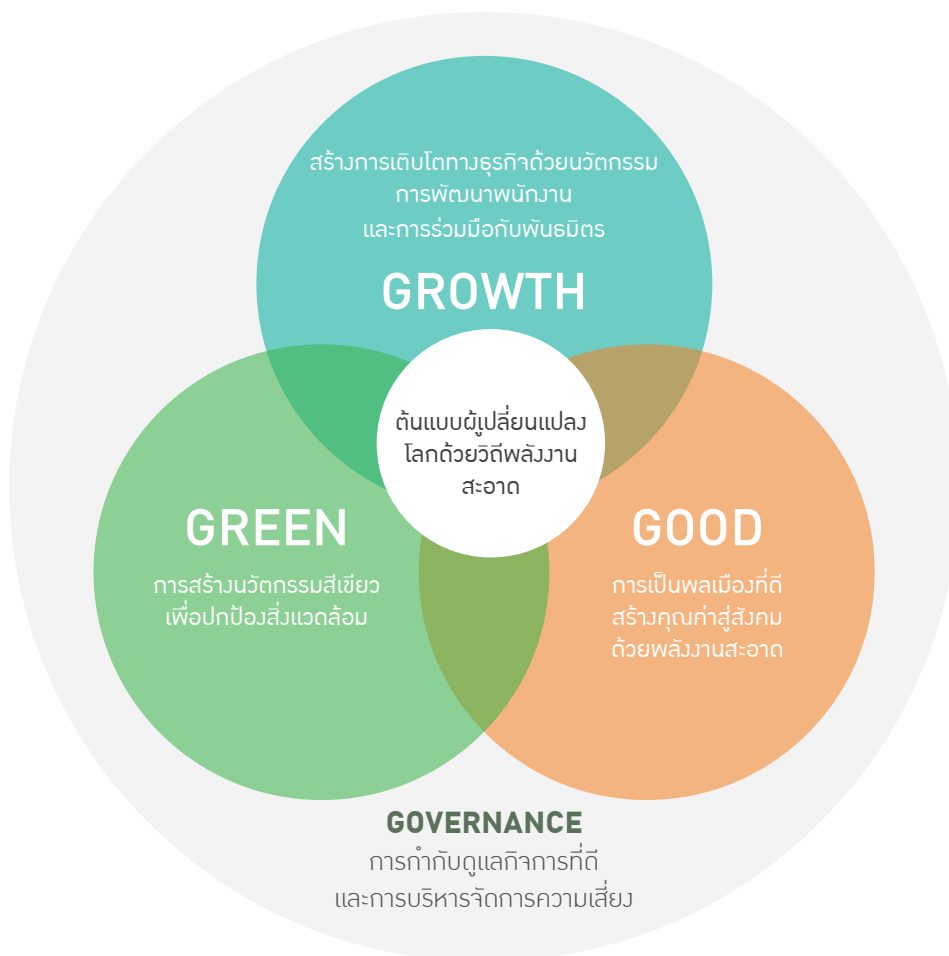 สร้างการเติบโตทางธุรกิจด้วยนวัตกรรม
การพัฒนาพนักงาน
และการร่วมมือกับพันธมิตร
GROWTH
ต้นแบบผู้เปลี่ยนแปลง
โลกด้วยวิถีพลังงาน
สะอาด
GREEN
การสร้างนวัตกรรมสีเขียว
เพื่อปกป้องสิ่งแวดล้อม
GOOD
การเป็นพลเมืองที่ดี
สร้างคุณค่าสู่สังคม
ด้วยพลังงานสะอาด
GOVERNANCE
การกำกับดูแลกิจการที่ดี
และการบริหารจัดการความเสี่ยง